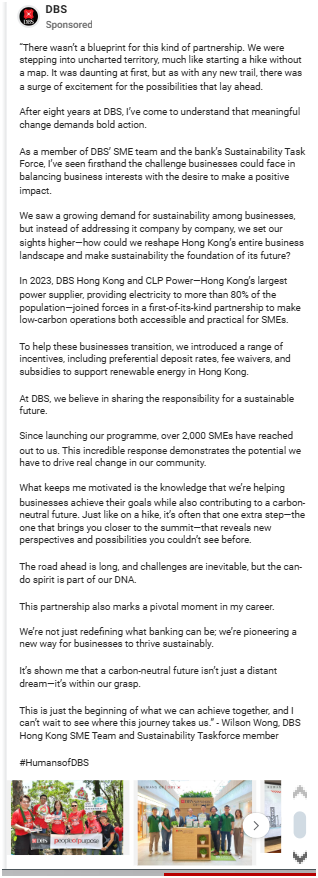 DBS
Sponsored
"There wasn't a blueprint for this kind of partnership. We were
stepping into uncharted territory, much like starting a hike without
a map. It was daunting at first, but as with any new trail, there was
a surge of excitement for the possibilities that lay ahead.
After eight years at DBS, I've come to understand that meaningful
change demands bold action.
As a member of DBS' SME team and the bank's Sustainability Task
Force, I've seen firsthand the challenge businesses could face in
balancing business interests with the desire to make a positive
impact.
We saw a growing demand for sustainability among businesses,
but instead of addressing it company by company, we set our
sights higher—how could we reshape Hong Kong's entire business
landscape and make sustainability the foundation of its future?
In 2023, DBS Hong Kong and CLP Power—Hong Kong's largest
power supplier, providing electricity to more than 80% of the
population—joined forces in a first-of-its-kind partnership to make
low-carbon operations both accessible and practical for SMEs.
To help these businesses transition, we introduced a range of
incentives, including preferential deposit rates, fee waivers, and
subsidies to support renewable energy in Hong Kong.
At DBS, we believe in sharing the responsibility for a sustainable
future.
Since launching our programme, over 2,000 SMEs have reached
out to us. This incredible response demonstrates the potential we
have to drive real change in our community.
What keeps me motivated is the knowledge that we're helping
businesses achieve their goals while also contributing to a carbon-
neutral future. Just like on a hike, it's often that one extra step—the
one that brings you closer to the summit—that reveals new
perspectives and possibilities you couldn't see before.
The road ahead is long, and challenges are inevitable, but the can-
do spirit is part of our DNA.
This partnership also marks a pivotal moment in my career.
We're not just redefining what banking can be; we're pioneering a
new way for businesses to thrive sustainably.
It's shown me that a carbon-neutral future isn't just a distant
dream—it's within our grasp.
This is just the beginning of what we can achieve together, and I
can't wait to see where this journey takes us." - Wilson Wong, DBS
Hong Kong SME Team and Sustainability Taskforce member
#HumansofDBS
DBS
peopleofpurpose